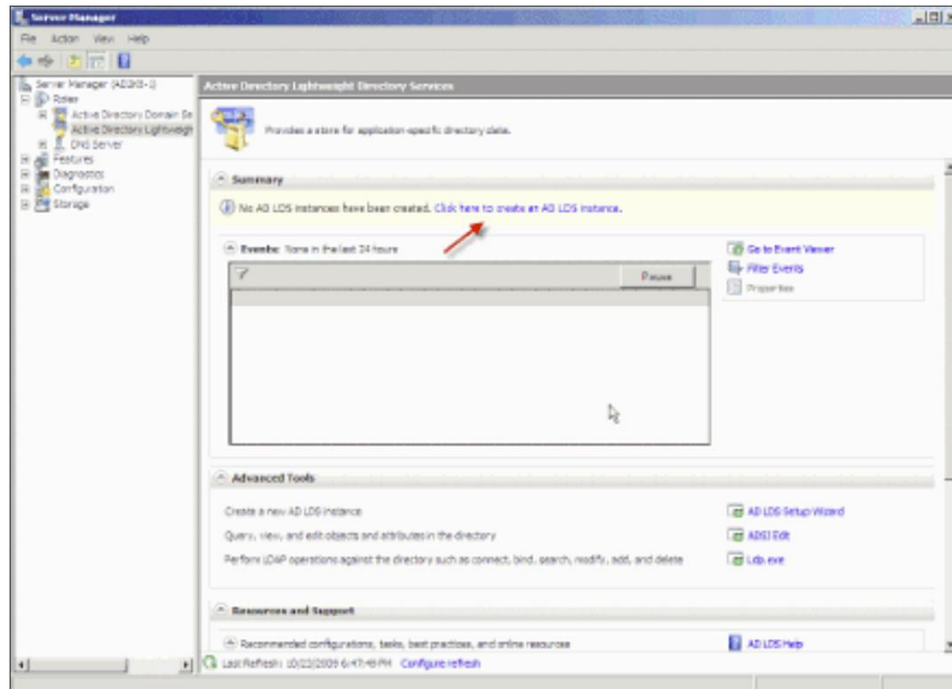 Server Manager
File Action View Help
Server Manager
Roles
Active Directory Domain Se
Active Directory Lightweigh
DNS Server
Features
Diagnostics
Configuration
Storage
Active Directory Lightweight Directory Services
Provides a store for application-specific directory data.
Summary
No AD LDS instances have been created. Click here to create an AD LDS instance.
Events: None in the last 24 hours
Pause
Go to Event Viewer
Filter Events
Properties
Advanced Tools
Create a new AD LDS instance
AD LDS Setup Wizard
Query, view, and edit objects and attributes in the directory
ADSI Edit
Perform LDAP operations against the directory such as connect, bind, search, modify, add, and delete
Ldp.exe
Resources and Support
Recommended configurations, tasks, best practices, and online resources
AD LDS Help
Last Refresh: 10/22/2009 6:47:49 PM Configure refresh